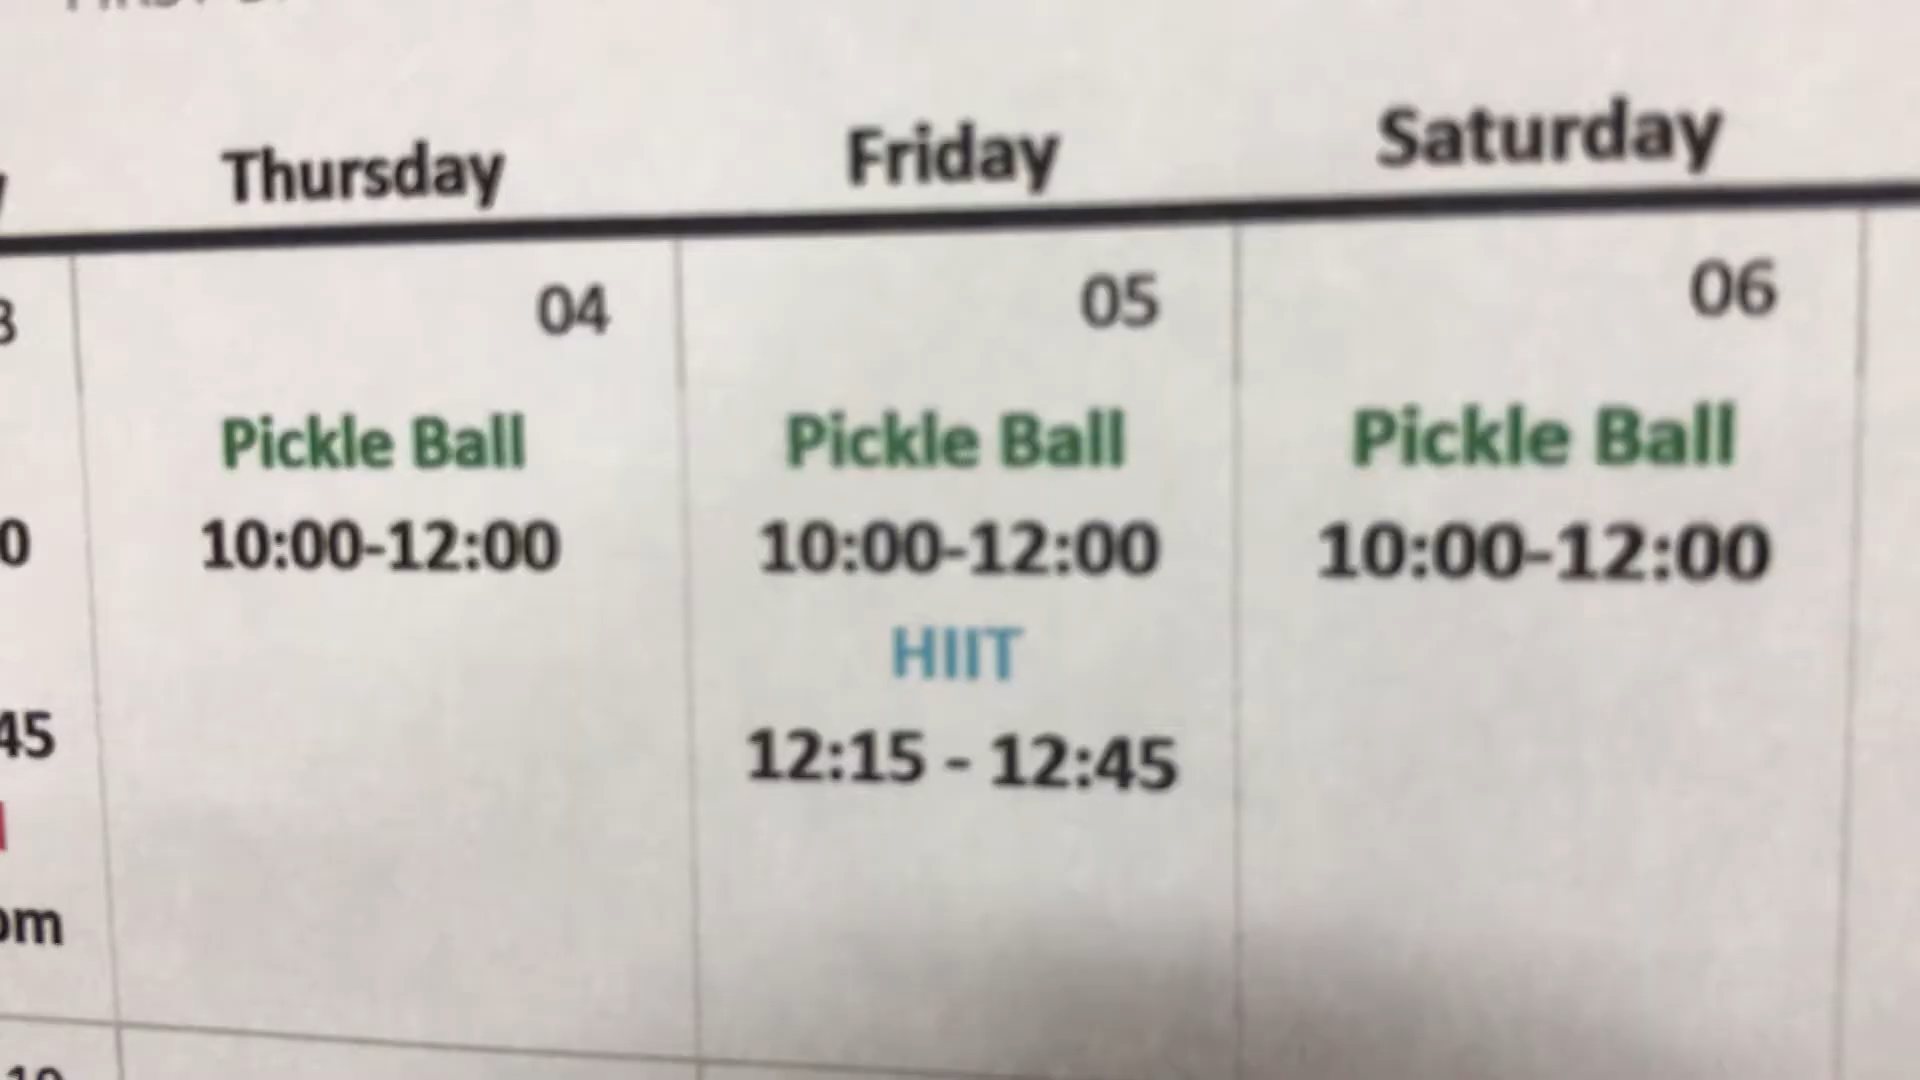 Thursday Friday Saturday
04 05 06
Pickle Ball Pickle Ball Pickle Ball
10:00-12:00 10:00-12:00 10:00-12:00
HIIT
45 12:15 - 12:45